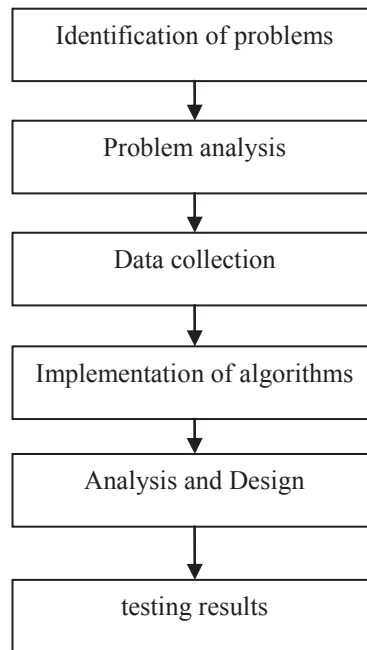 Identification of problems
Problem analysis
Data collection
Implementation of algorithms
Analysis and Design
testing results